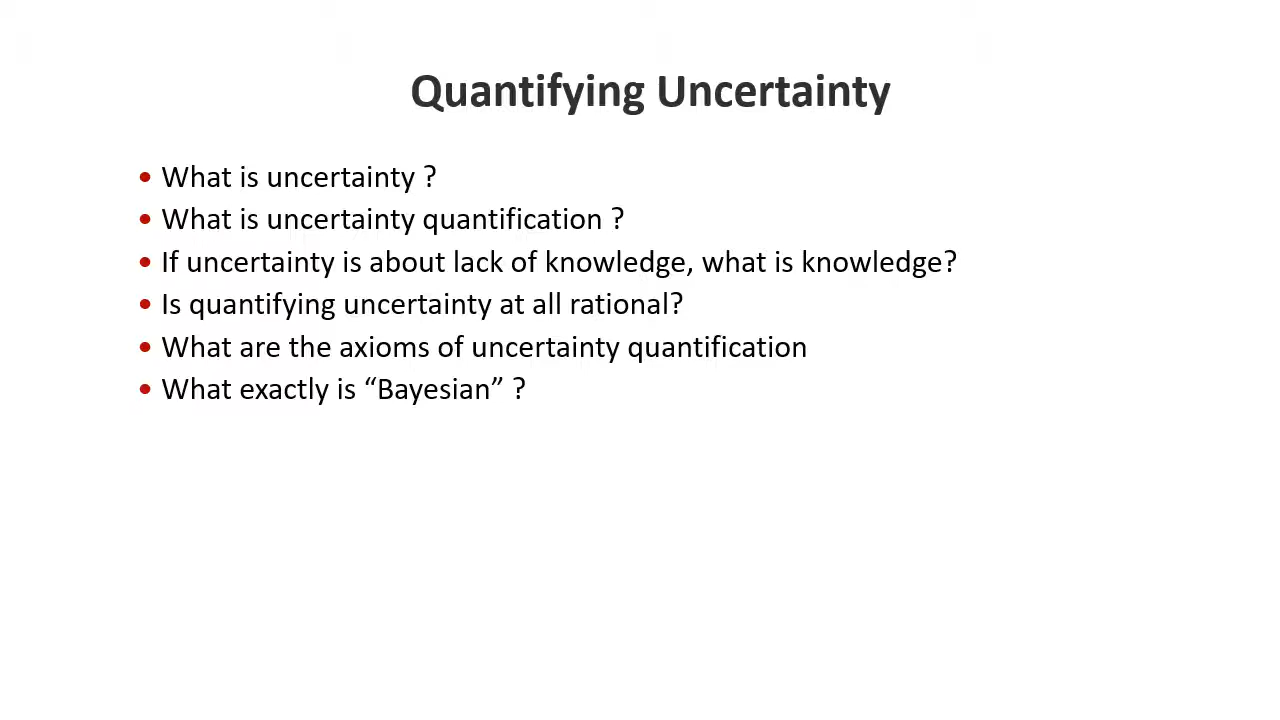 Quantifying Uncertainty
• What is uncertainty ?
• What is uncertainty quantification ?
• If uncertainty is about lack of knowledge, what is knowledge?
• Is quantifying uncertainty at all rational?
• What are the axioms of uncertainty quantification
• What exactly is “Bayesian” ?